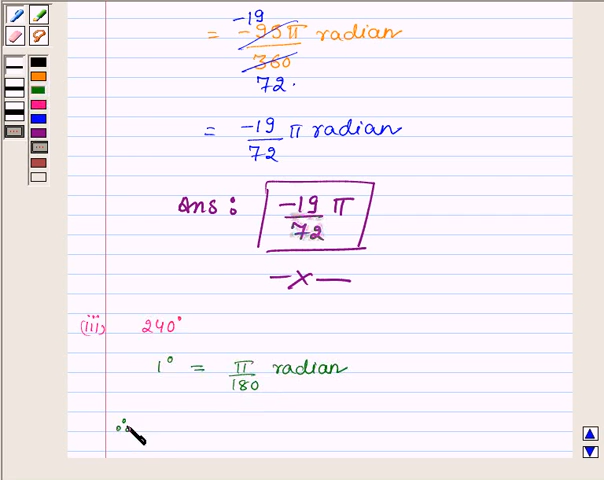 -19
= -95π radian
360
72.
= -19/72 π radian
Ans : -19/72 π
—x—
(iii) 240°
1° = π/180 radian
∴